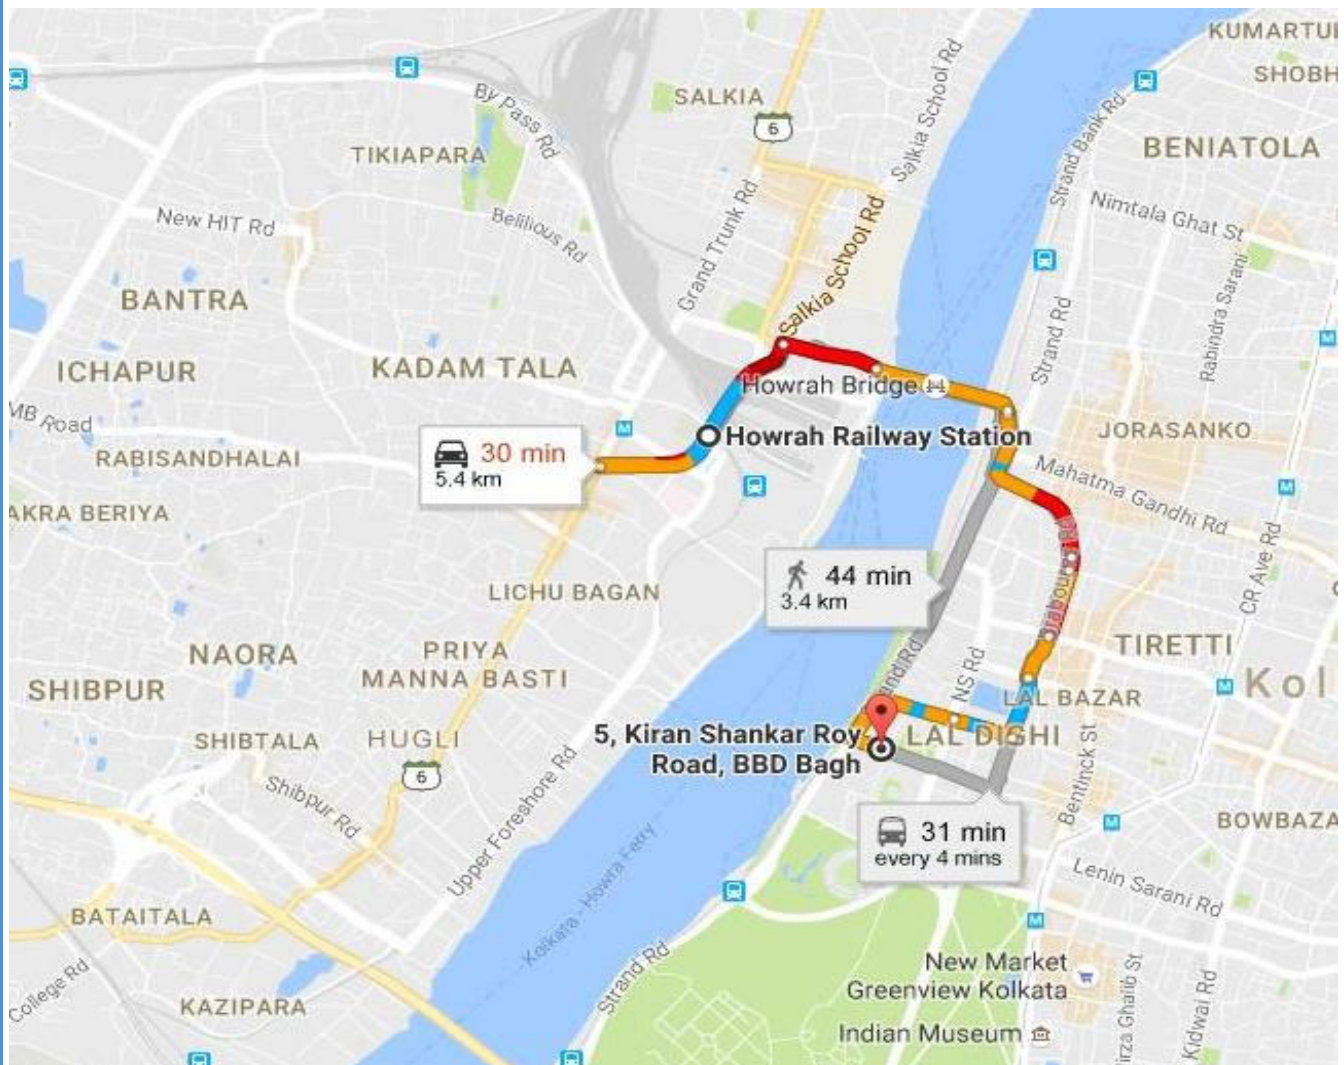 KUMARTUI
SHOBH
SALKIA
By Pass Rd
6
Salkia School Rd
Strand Bank Rd
BENIATOLA
TIKIAPARA
Nimtala Ghat St
New HIT Rd
Belilious Rd
Grand Trunk Rd
Salkia School Rd
Rabindra Sarani
BANTRA
Strand Rd
ICHAPUR
KADAM TALA
Howrah Bridge
MB Road
M
Howrah Railway Station
JORASANKO
30 min
5.4 km
RABISANDHALAI
Mahatma Gandhi Rd
M
AKRA BERIYA
44 min
3.4 km
CR Ave Rd
LICHU BAGAN
NAORA
PRIYA
MANNA BASTI
TIRETTI
SHIBPUR
NS Rd
M
Kol
LAL BAZAR
SHIBTALA
HUGLI
5, Kiran Shankar Roy
Road, BBD Bagh
LAL DIGHI
6
Shibpur Rd
Bentinck St
Upper Foreshore Rd
31 min
every 4 mins
M
BOWBAZA
Kolkata - Howra Ferry
Lenin Sarani Rd
BATAITALA
M
Strand Rd
New Market
Greenview Kolkata
College Rd
KAZIPARA
Indian Museum
Kidwai Rd
M